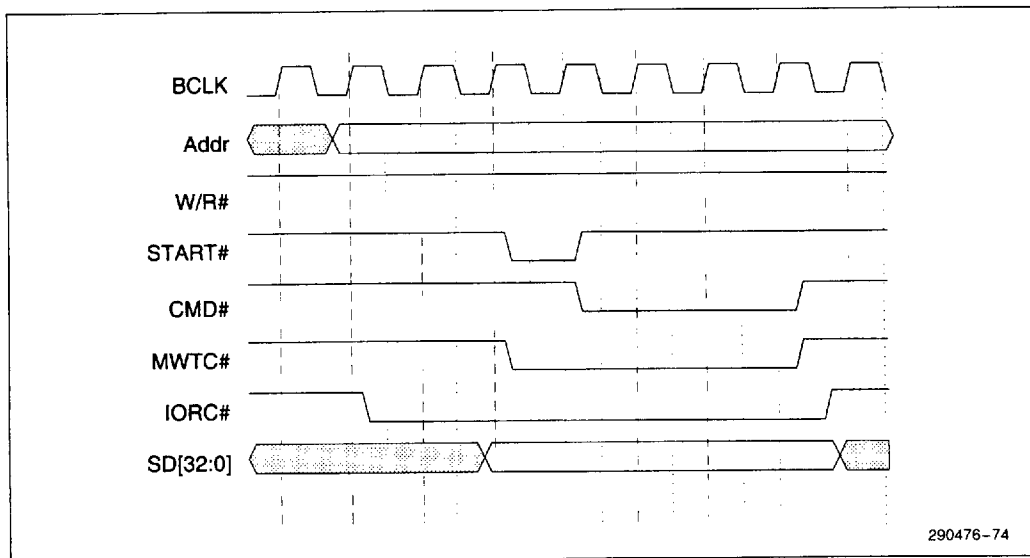 BCLK
Addr
W/R#
START#
CMD#
MWTC#
IORC#
SD[32:0]
290476-74